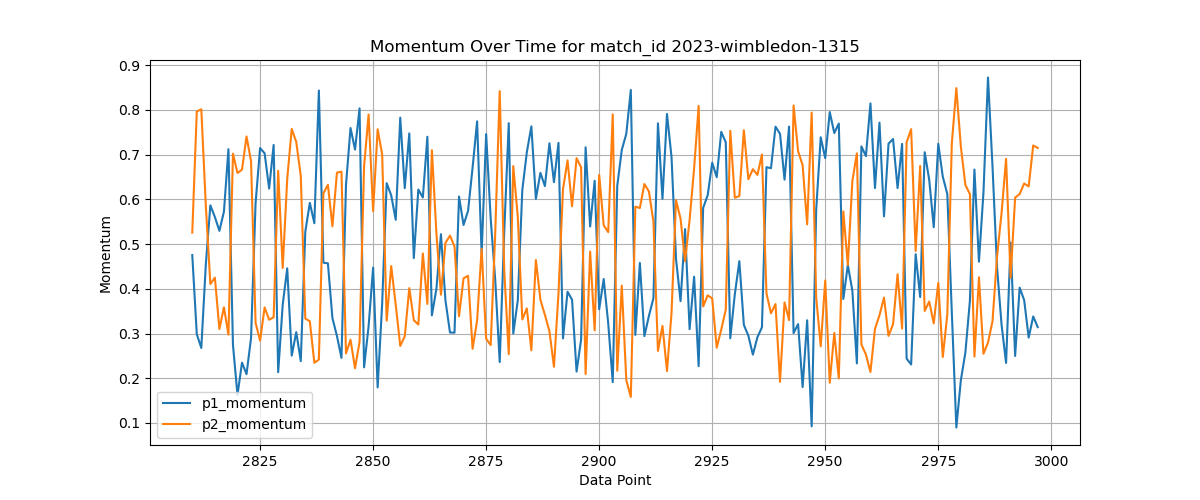 Momentum Over Time for match_id 2023-wimbledon-1315
0.9
0.8
0.7
0.6
0.5
0.4
0.3
0.2
0.1
Momentum
p1_momentum
p2_momentum
2825 2850 2875 2900 2925 2950 2975 3000
Data Point